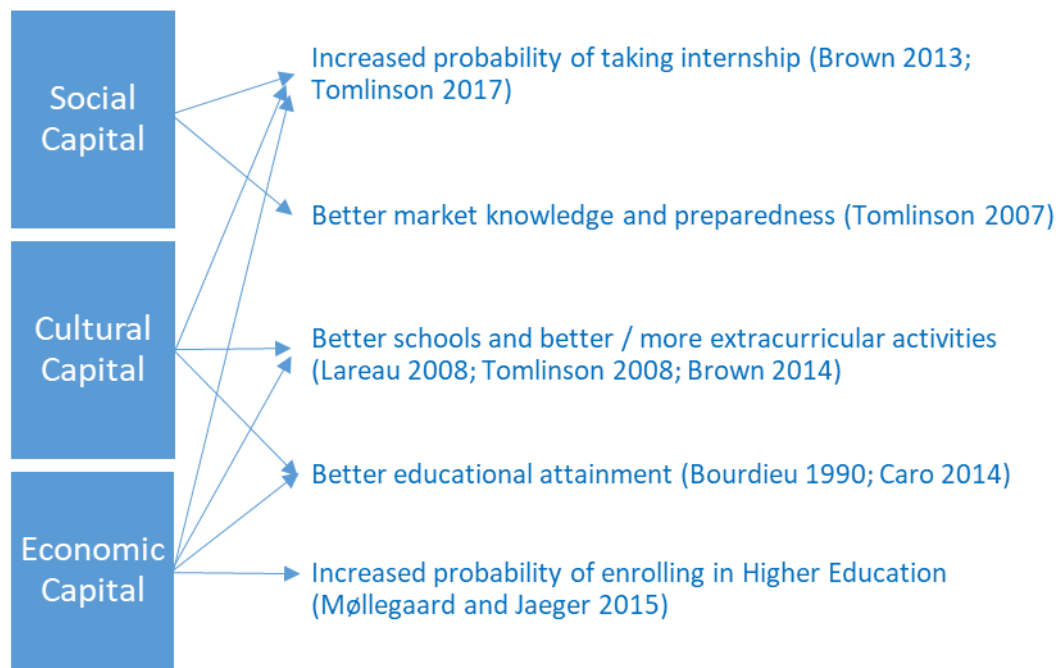 Social
Capital
Increased probability of taking internship (Brown 2013;
Tomlinson 2017)
Better market knowledge and preparedness (Tomlinson 2007)
Cultural
Capital
Better schools and better / more extracurricular activities
(Lareau 2008; Tomlinson 2008; Brown 2014)
Better educational attainment (Bourdieu 1990; Caro 2014)
Economic
Capital
Increased probability of enrolling in Higher Education
(Møllegaard and Jaeger 2015)